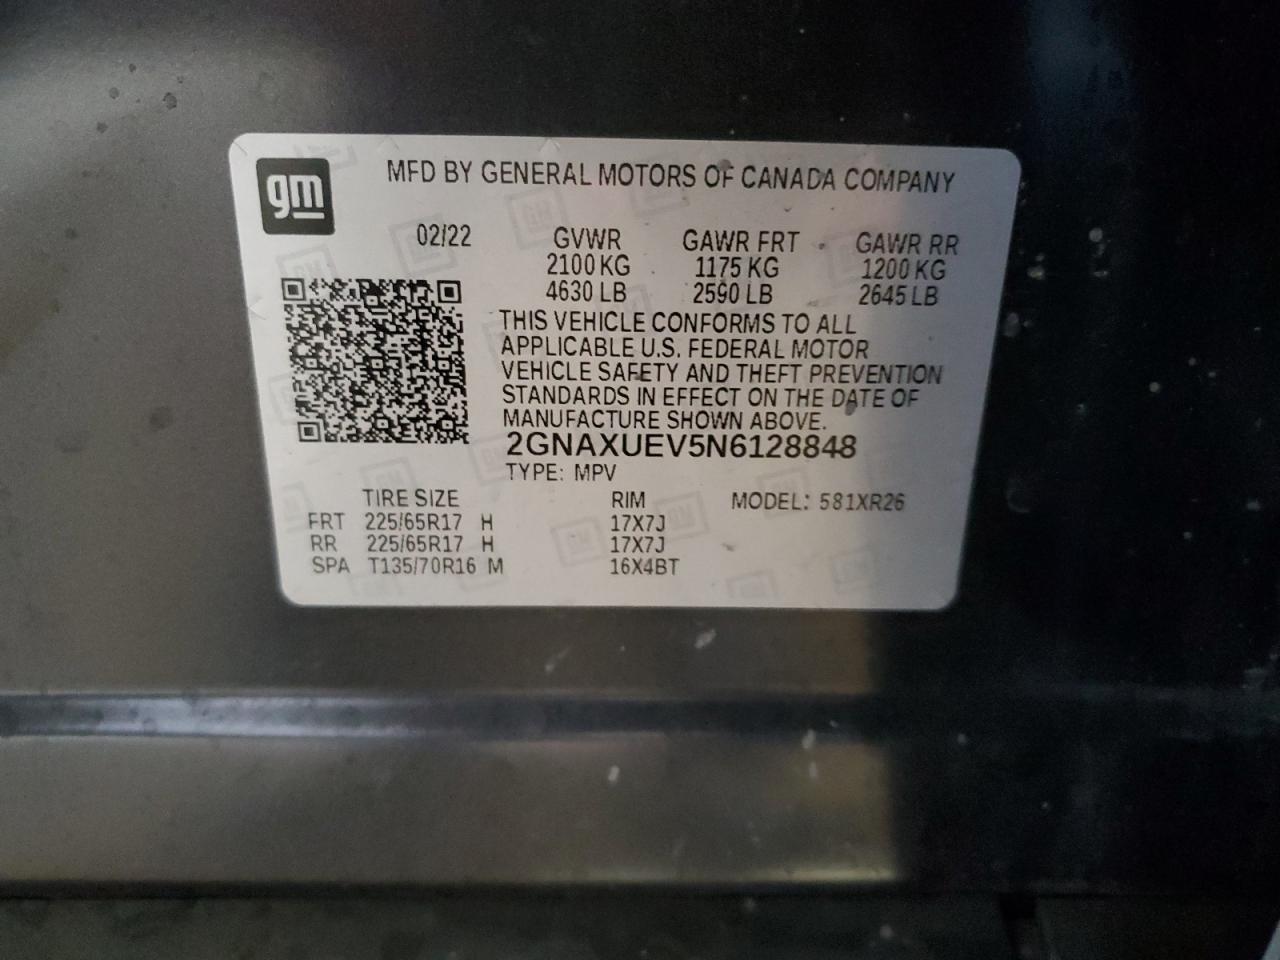 gm
MFD BY GENERAL MOTORS OF CANADA COMPANY
02/22 GVWR GAWR FRT GAWR RR
2100 KG 1175 KG 1200 KG
4630 LB 2590 LB 2645 LB
THIS VEHICLE CONFORMS TO ALL
APPLICABLE U.S. FEDERAL MOTOR
VEHICLE SAFETY AND THEFT PREVENTION
STANDARDS IN EFFECT ON THE DATE OF
MANUFACTURE SHOWN ABOVE.
2GNAXUEV5N6128848
TYPE: MPV
TIRE SIZE RIM MODEL: 581XR26
FRT 225/65R17 H 17X7J
RR 225/65R17 H 17X7J
SPA T135/70R16 M 16X4BT